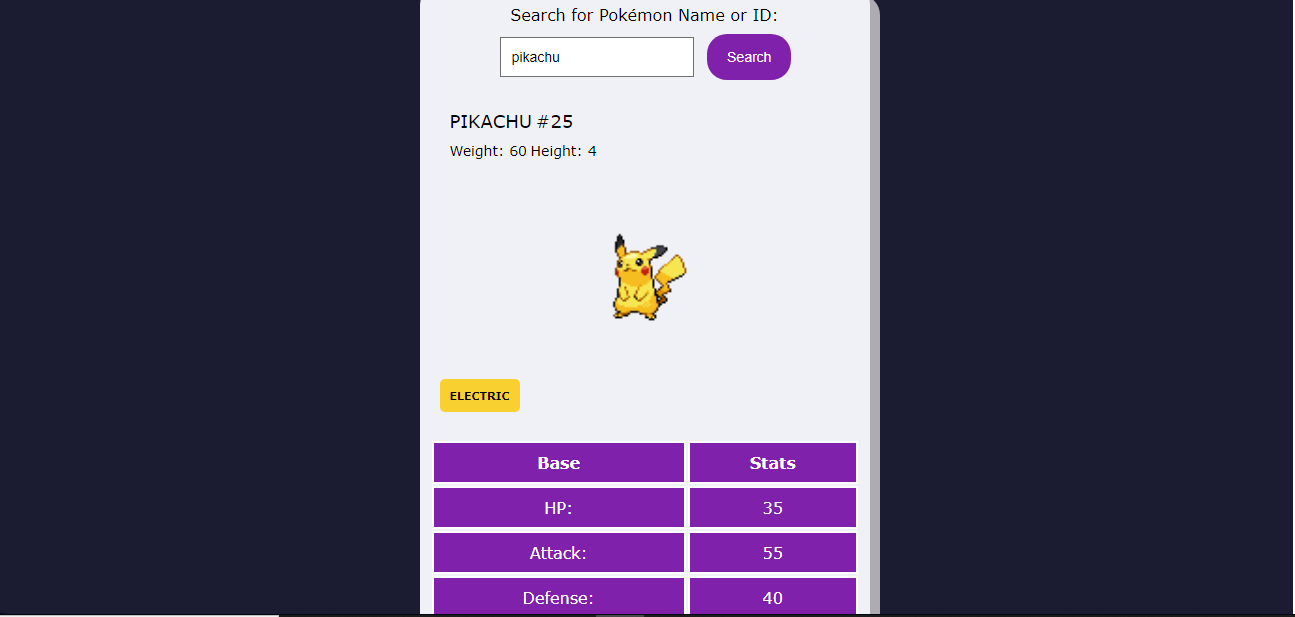 Search for Pokémon Name or ID:
pikachu Search
PIKACHU #25
Weight: 60 Height: 4
ELECTRIC
Base Stats
HP: 35
Attack: 55
Defense: 40